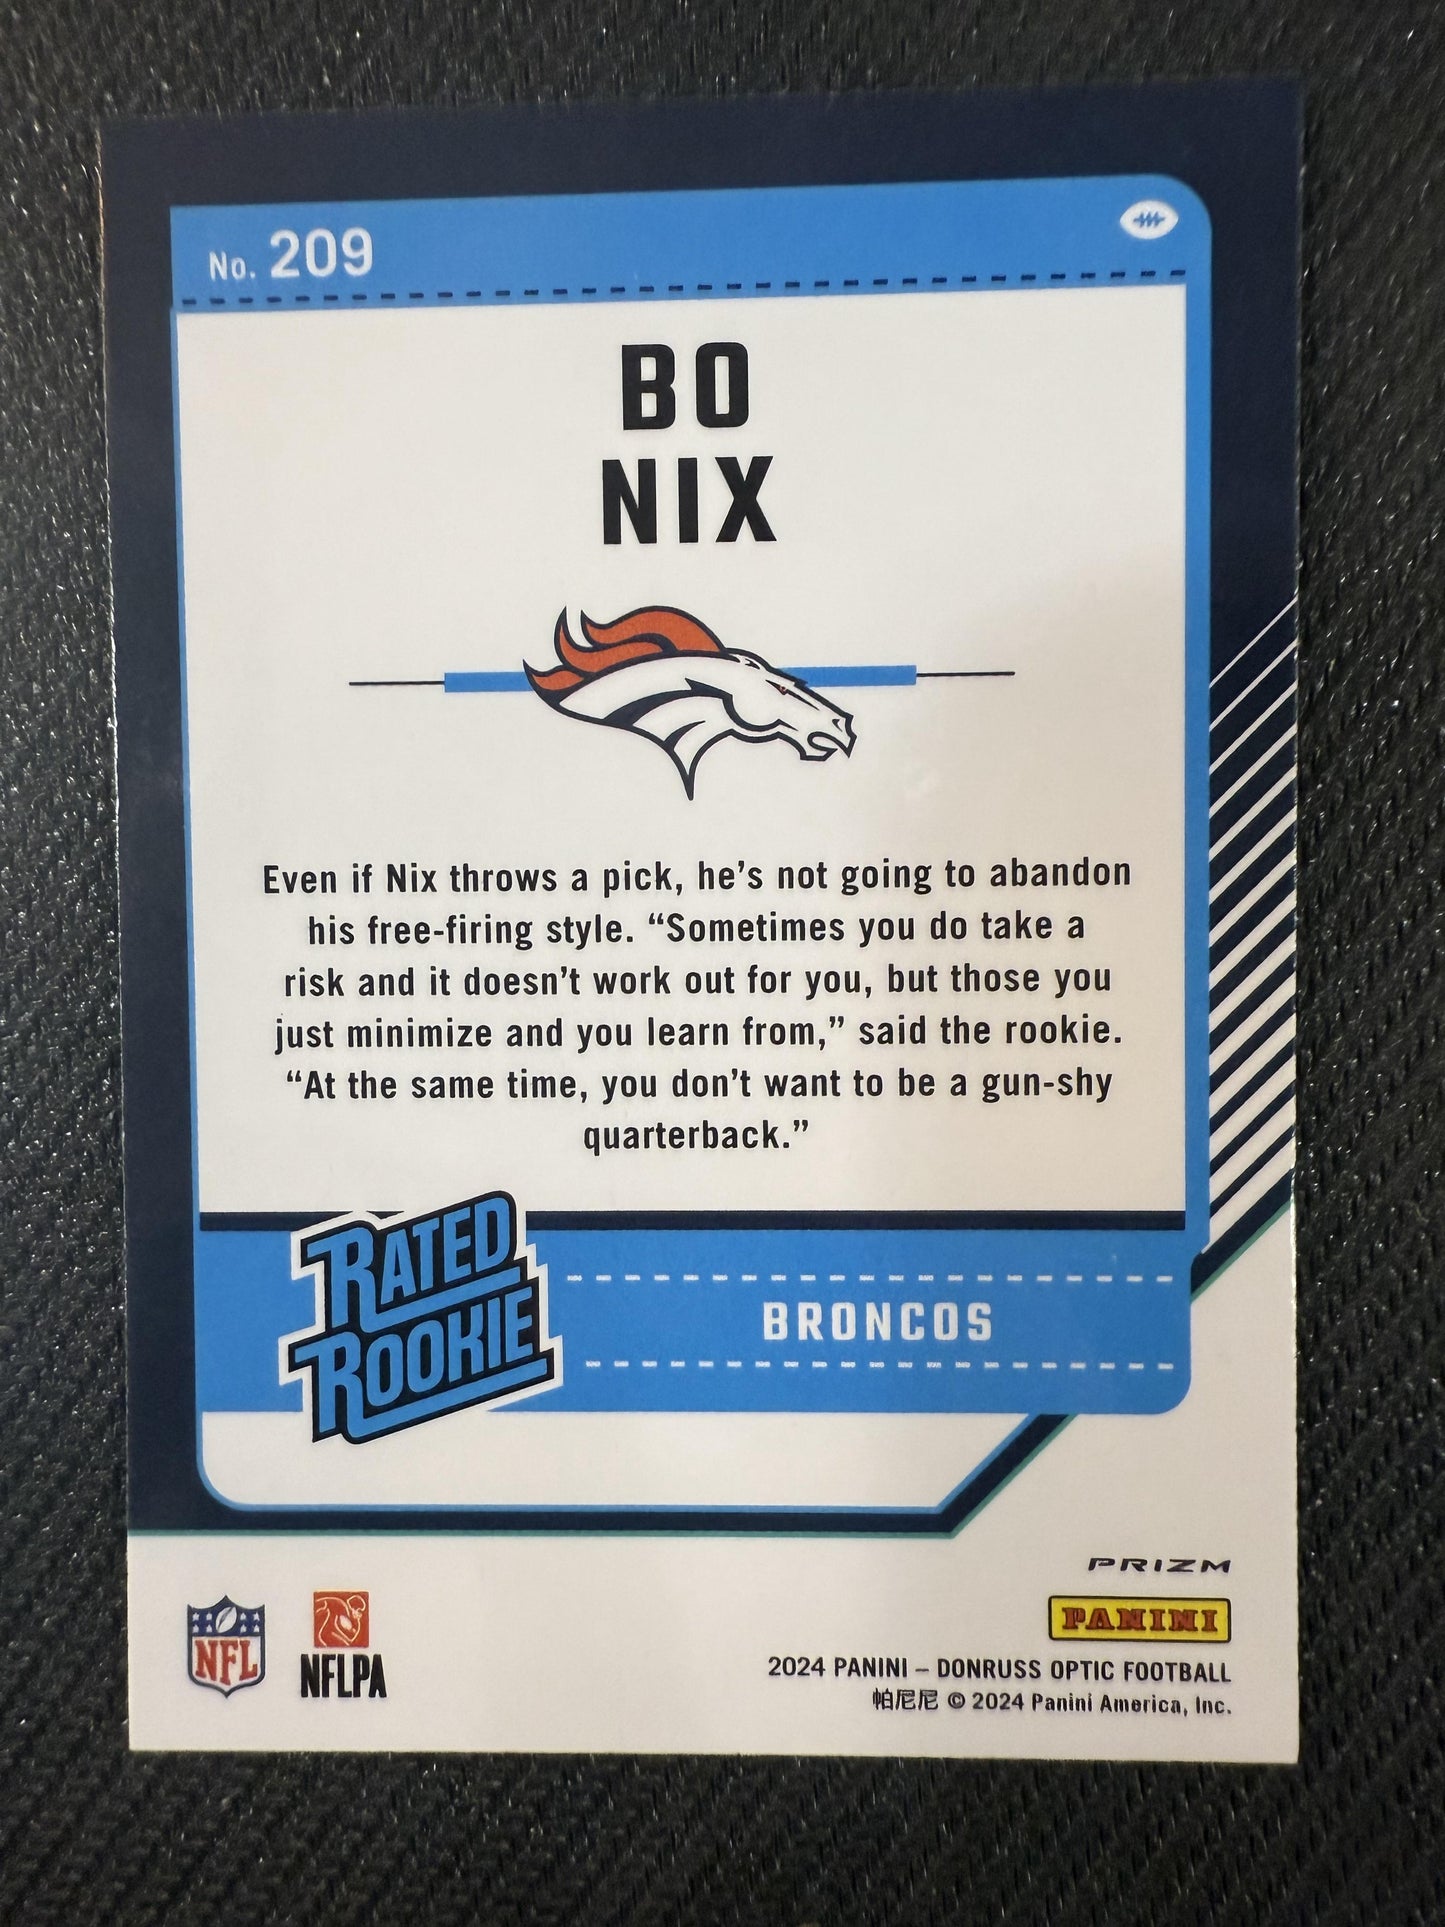 No. 209
BO
NIX
Even if Nix throws a pick, he’s not going to abandon
his free-firing style. “Sometimes you do take a
risk and it doesn’t work out for you, but those you
just minimize and you learn from,” said the rookie.
“At the same time, you don’t want to be a gun-shy
quarterback.”
RATED
ROOKIE
BRONCOS
PRIZM
PANINI
NFL
NFLPA
2024 PANINI – DONRUSS OPTIC FOOTBALL
帕尼尼 © 2024 Panini America, Inc.